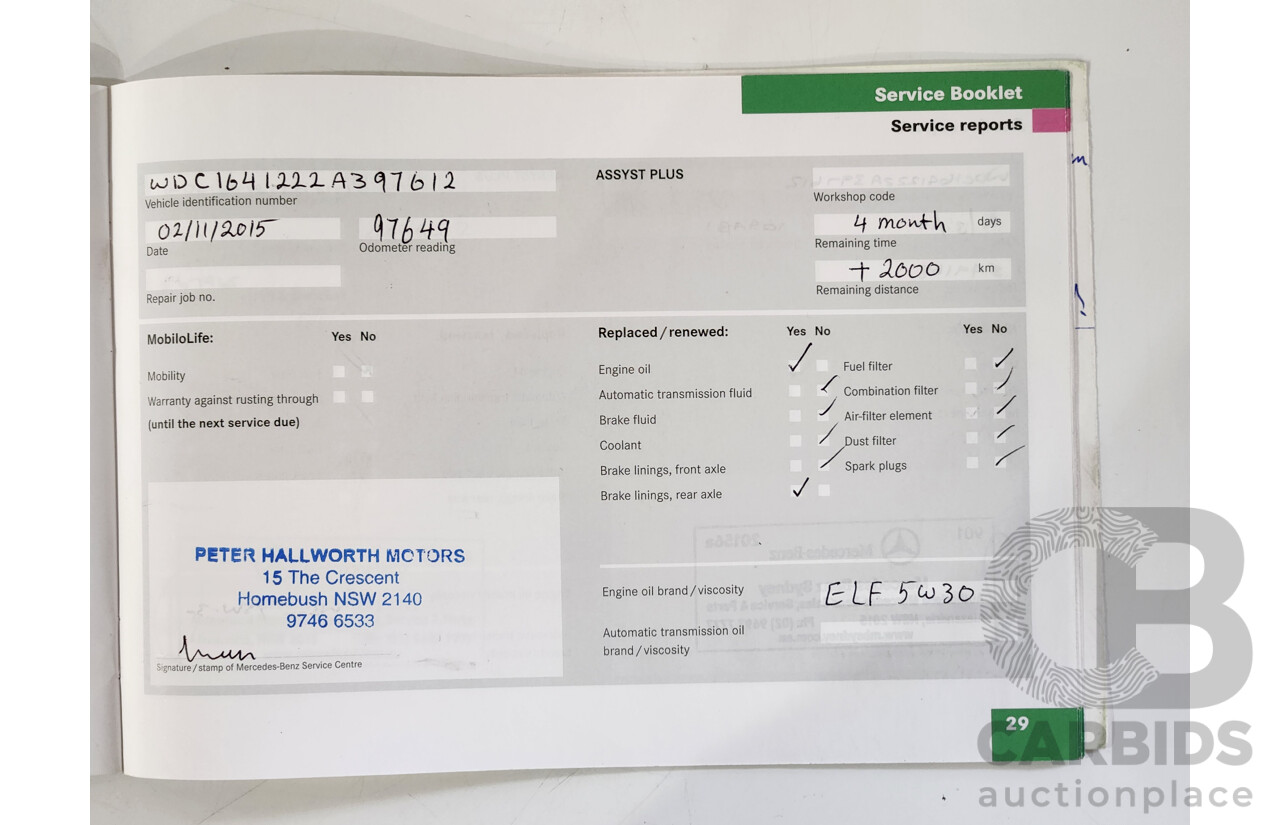 Service Booklet
Service reports
WDC1641222A397612
Vehicle identification number
02/11/2015
Date
97649
Odometer reading
Repair job no.
ASSYST PLUS
Workshop code
4 month days
Remaining time
+ 2000 km
Remaining distance
MobiloLife: Yes No
Mobility
Warranty against rusting through
(until the next service due)
PETER HALLWORTH MOTORS
15 The Crescent
Homebush NSW 2140
9746 6533
Signature/stamp of Mercedes-Benz Service Centre
Replaced/renewed: Yes No
Engine oil
Automatic transmission fluid
Brake fluid
Coolant
Brake linings, front axle
Brake linings, rear axle
Yes No
Fuel filter
Combination filter
Air-filter element
Dust filter
Spark plugs
Engine oil brand/viscosity
ELF 5W30
Automatic transmission oil
brand/viscosity
29
CB
CARBIDS
auctionplace